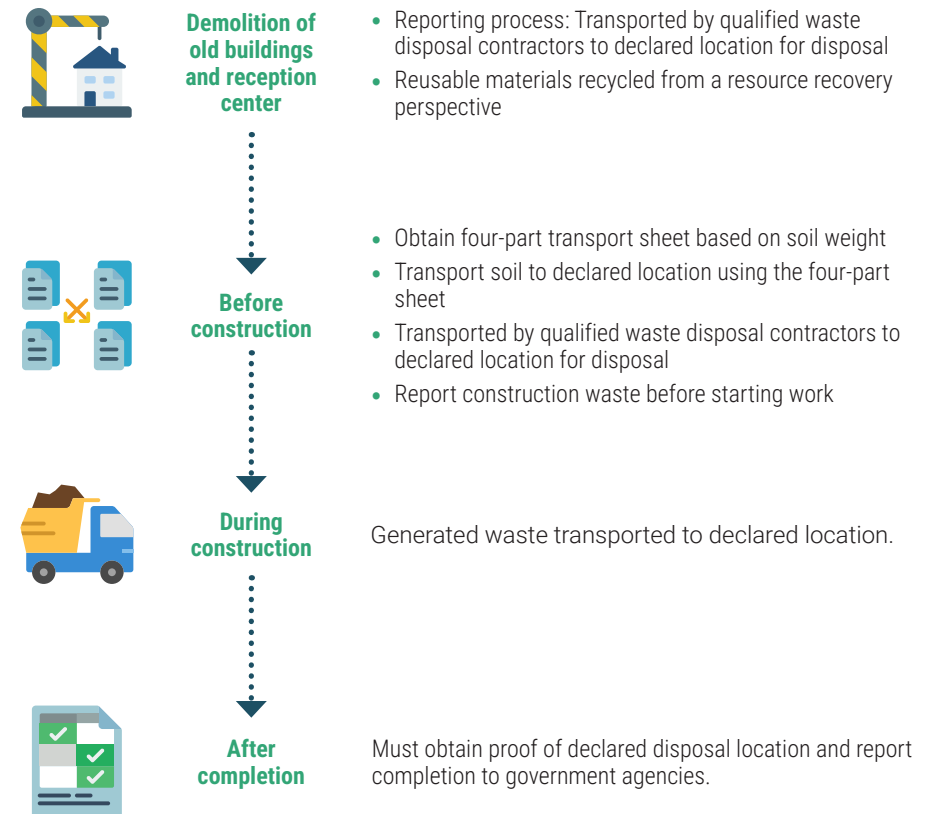 Demolition of
old buildings
and reception
center
• Reporting process: Transported by qualified waste
disposal contractors to declared location for disposal
• Reusable materials recycled from a resource recovery
perspective
Before
construction
• Obtain four-part transport sheet based on soil weight
• Transport soil to declared location using the four-part
sheet
• Transported by qualified waste disposal contractors to
declared location for disposal
• Report construction waste before starting work
During
construction
Generated waste transported to declared location.
After
completion
Must obtain proof of declared disposal location and report
completion to government agencies.